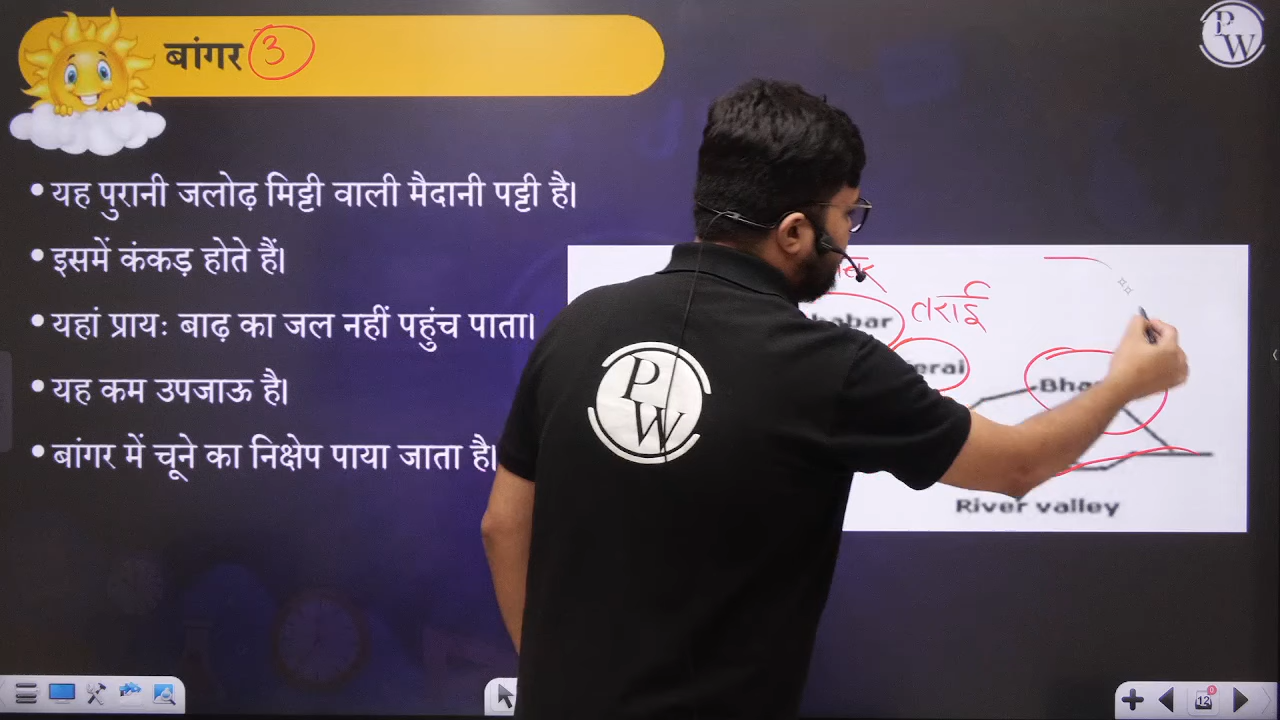 बांगर 3
PW
• यह पुरानी जलोढ़ मिट्टी वाली मैदानी पट्टी है।
• इसमें कंकड़ होते हैं।
• यहां प्रायः बाढ़ का जल नहीं पहुंच पाता।
• यह कम उपजाऊ है।
• बांगर में चूने का निक्षेप पाया जाता है।
तराई
River valley
PW
12